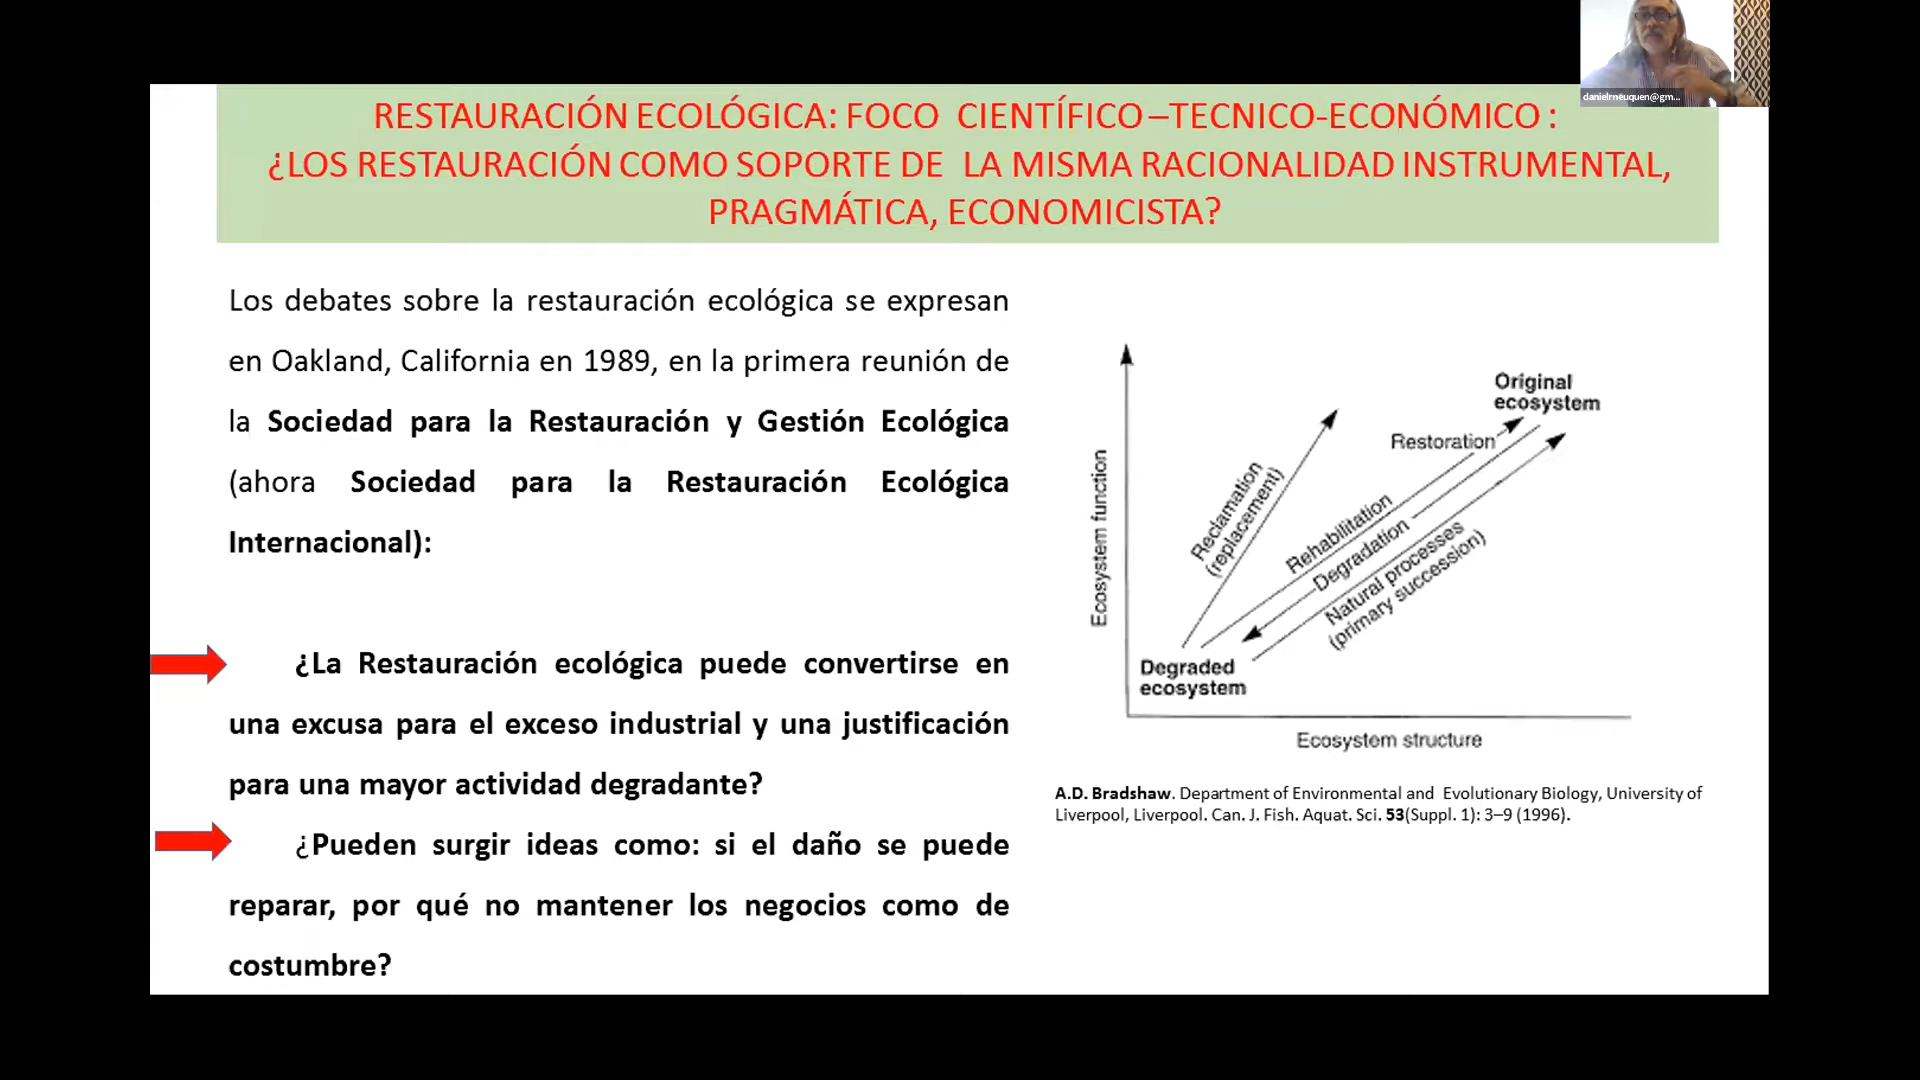 danielrneuquen@gm...
RESTAURACIÓN ECOLÓGICA: FOCO CIENTÍFICO –TECNICO-ECONÓMICO :
¿LOS RESTAURACIÓN COMO SOPORTE DE LA MISMA RACIONALIDAD INSTRUMENTAL,
PRAGMÁTICA, ECONOMICISTA?
Los debates sobre la restauración ecológica se expresan
en Oakland, California en 1989, en la primera reunión de
la Sociedad para la Restauración y Gestión Ecológica
(ahora Sociedad para la Restauración Ecológica
Internacional):
¿La Restauración ecológica puede convertirse en
una excusa para el exceso industrial y una justificación
para una mayor actividad degradante?
¿Pueden surgir ideas como: si el daño se puede
reparar, por qué no mantener los negocios como de
costumbre?
Original
ecosystem
Restoration
Reclamation
(replacement)
Rehabilitation
Degradation
Natural processes
(primary succession)
Ecosystem function
Degraded
ecosystem
Ecosystem structure
A.D. Bradshaw. Department of Environmental and Evolutionary Biology, University of
Liverpool, Liverpool. Can. J. Fish. Aquat. Sci. 53(Suppl. 1): 3–9 (1996).